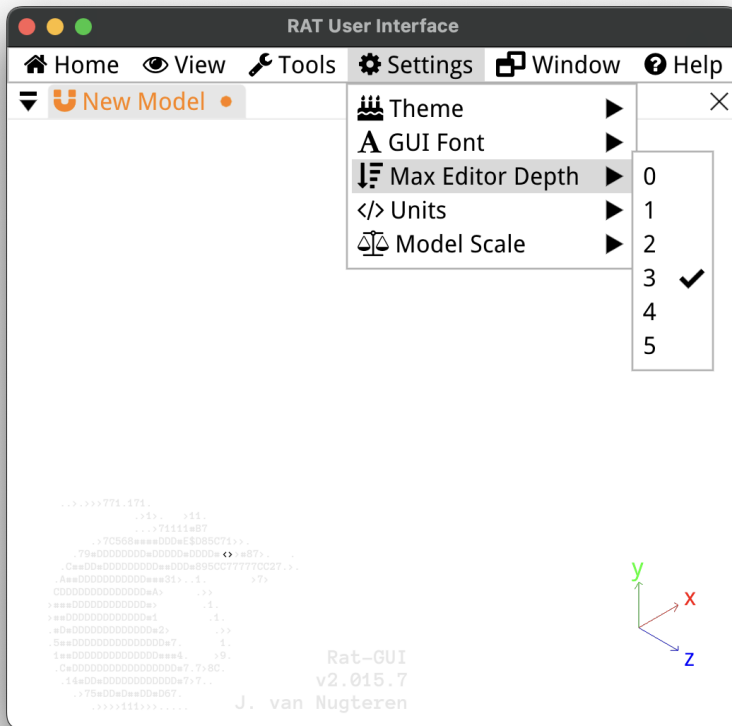 RAT User Interface
Home View Tools Settings Window Help
New Model
Theme
GUI Font
Max Editor Depth
</> Units
Model Scale
0
1
2
3
4
5
Rat-GUI
v2.015.7
J. van Nugteren
y
x
z